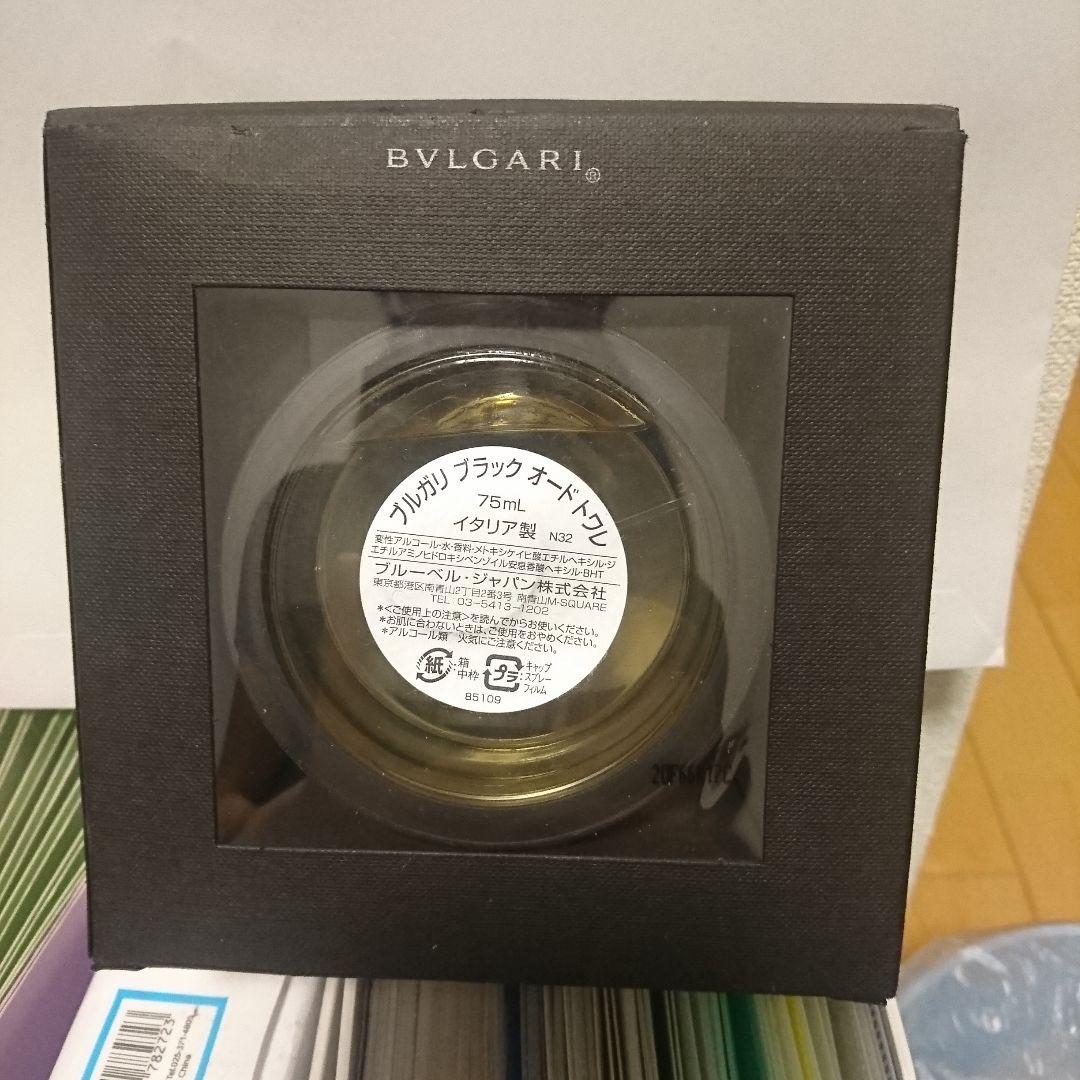 BVLGARI®
ブルガリ ブラック オードトワレ
75mL
イタリア製 N32
変性アルコール・水・香料・メトキシケイヒ酸エチルヘキシル・ジ
エチルアミノヒドロキシベンゾイル安息香酸ヘキシル・BHT
ブルーベル・ジャパン株式会社
東京都港区南青山2丁目2番3号 南青山M-SQUARE
TEL:03-5413-1202
*<ご使用上の注意>を読んでからお使いください。
*お肌に合わないときは、ご使用をおやめください。
*アルコール類 火気にご注意ください。
紙:箱 中枠
プラ:キャップ スプレー フィルム
85109
782723
Tel.025-371-4805
China